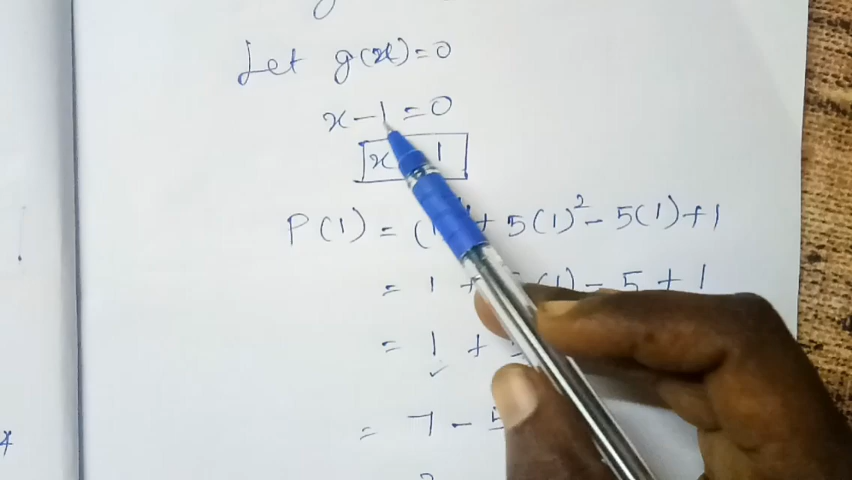 Let g(x)=0
x-1=0
x 1
P(1) = (1 + 5(1)² - 5(1)+1
= 1 + (1) - 5 + 1
= 1 +
= 7 - 5